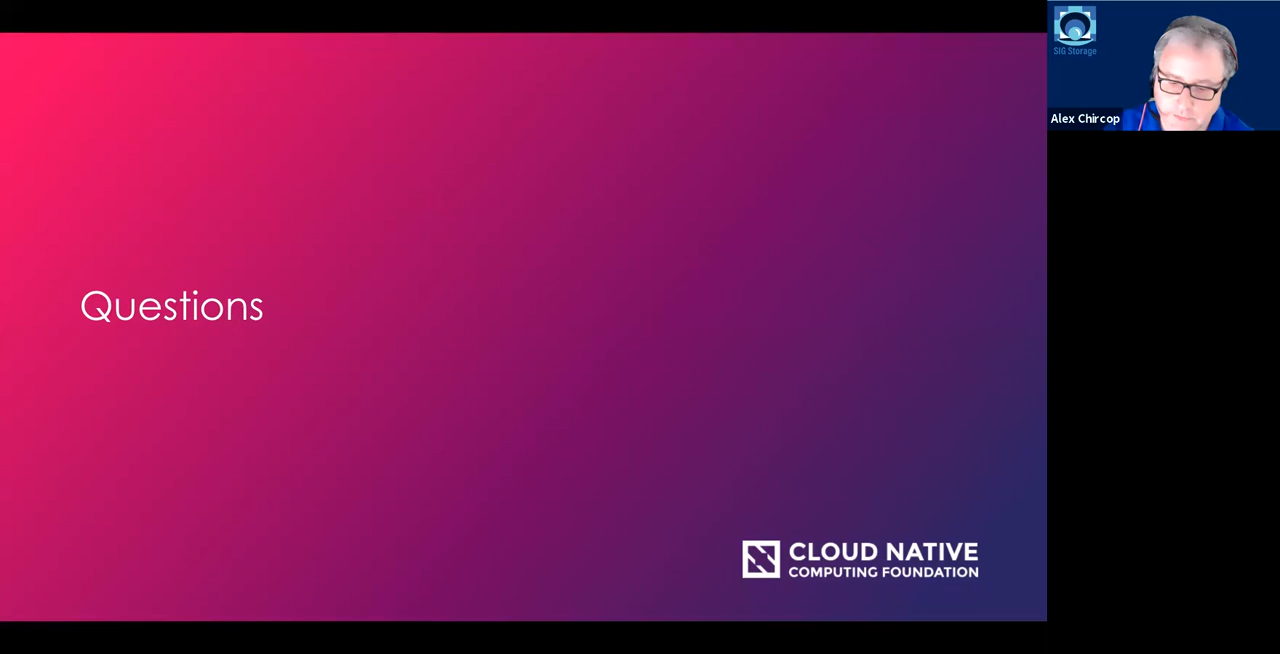 SIG Storage
Alex Chircop
Questions
CLOUD NATIVE
COMPUTING FOUNDATION